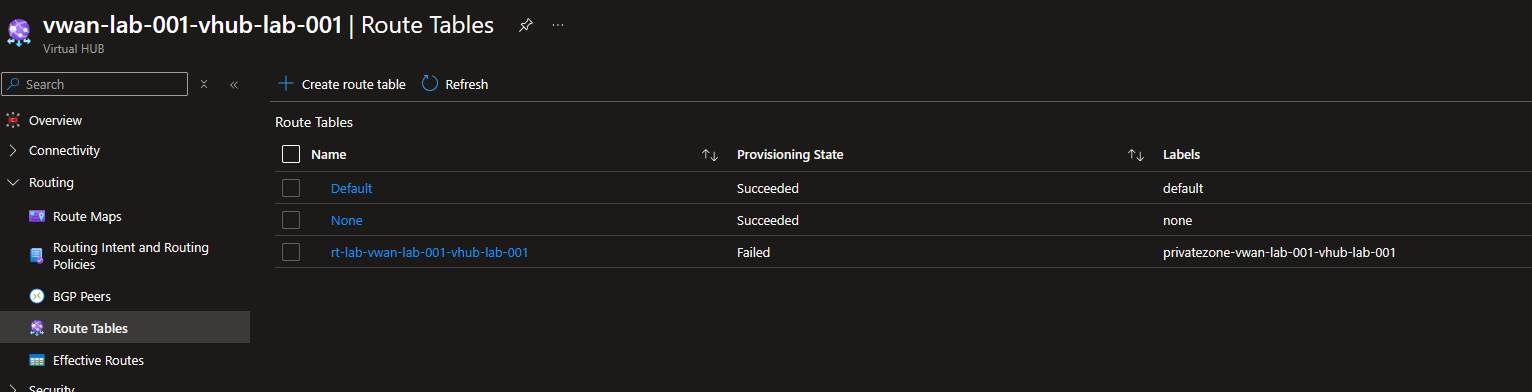 vwan-lab-001-vhub-lab-001 | Route Tables
Virtual HUB
Search
Create route table
Refresh
Overview
Connectivity
Routing
Route Maps
Routing Intent and Routing
Policies
BGP Peers
Route Tables
Effective Routes
Security
Route Tables
Name Provisioning State Labels
Default Succeeded default
None Succeeded none
rt-lab-vwan-lab-001-vhub-lab-001 Failed privatezone-vwan-lab-001-vhub-lab-001